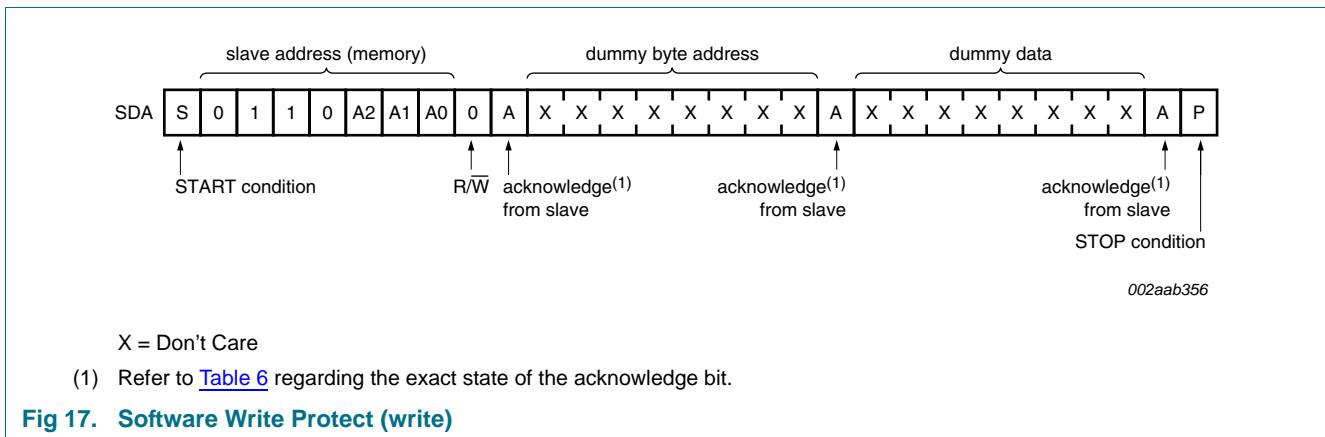 slave address (memory) dummy byte address dummy data
SDA S 0 1 1 0 A2 A1 A0 0 A X X X X X X X X A X X X X X X X X A P
START condition R/W̅ acknowledge(1) from slave acknowledge(1) from slave acknowledge(1) from slave
STOP condition
002aab356
X = Don't Care
(1) Refer to Table 6 regarding the exact state of the acknowledge bit.
Fig 17. Software Write Protect (write)